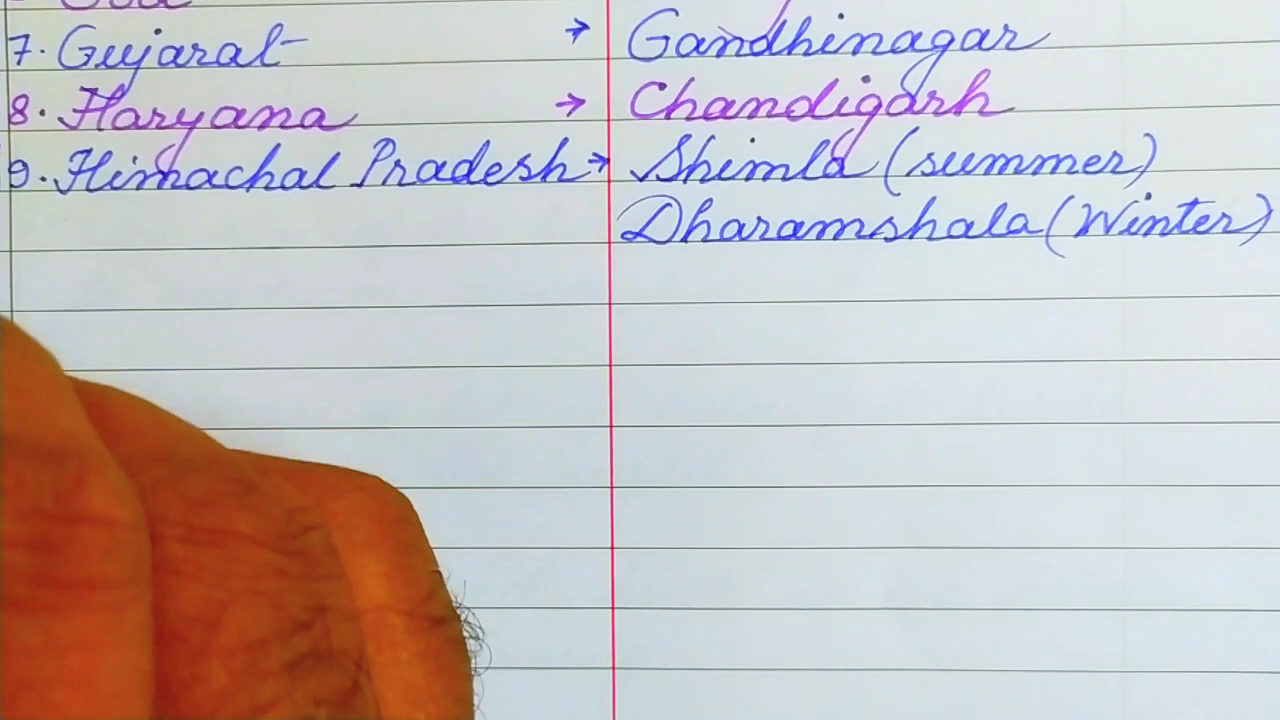 7. Gujarat → Gandhinagar
8. Haryana → Chandigarh
9. Himachal Pradesh → Shimla (summer)
Dharamshala (Winter)